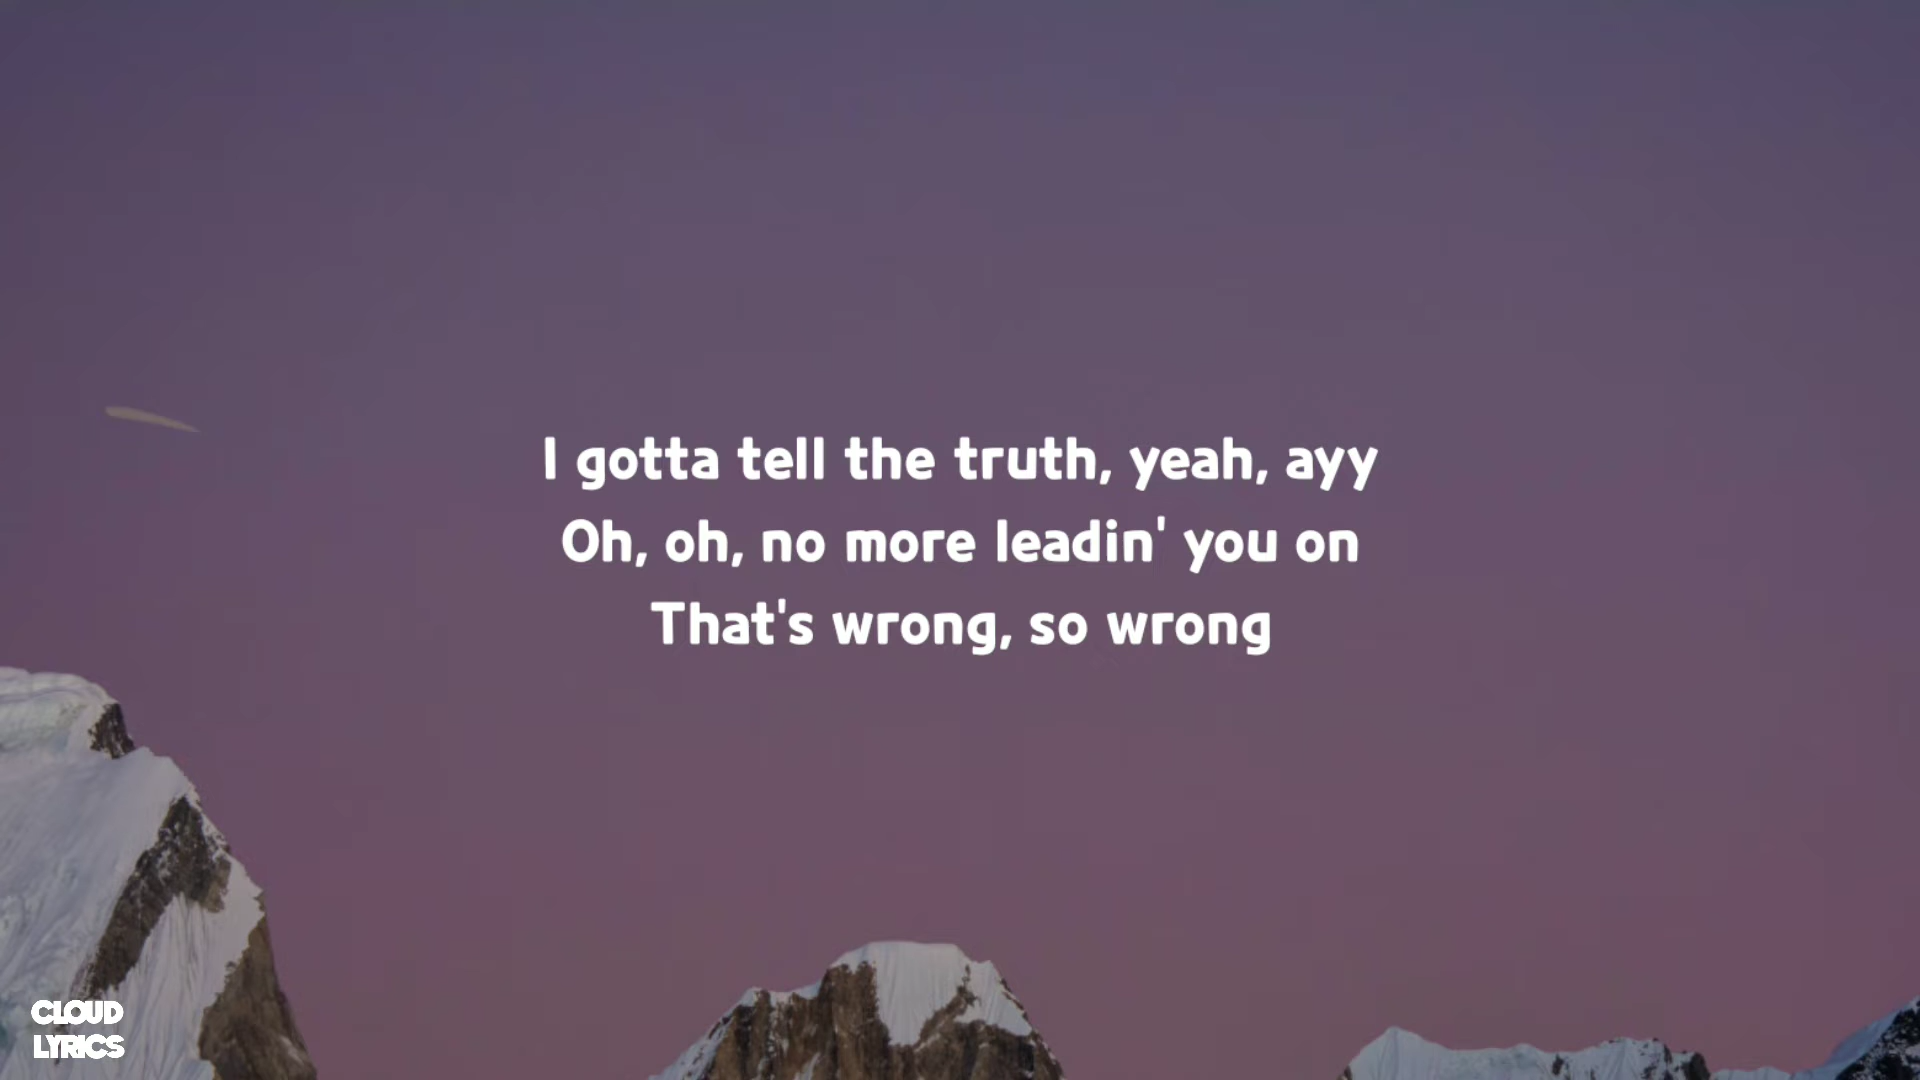 I gotta tell the truth, yeah, ayy
Oh, oh, no more leadin' you on
That's wrong, so wrong
CLOUD
LYRICS